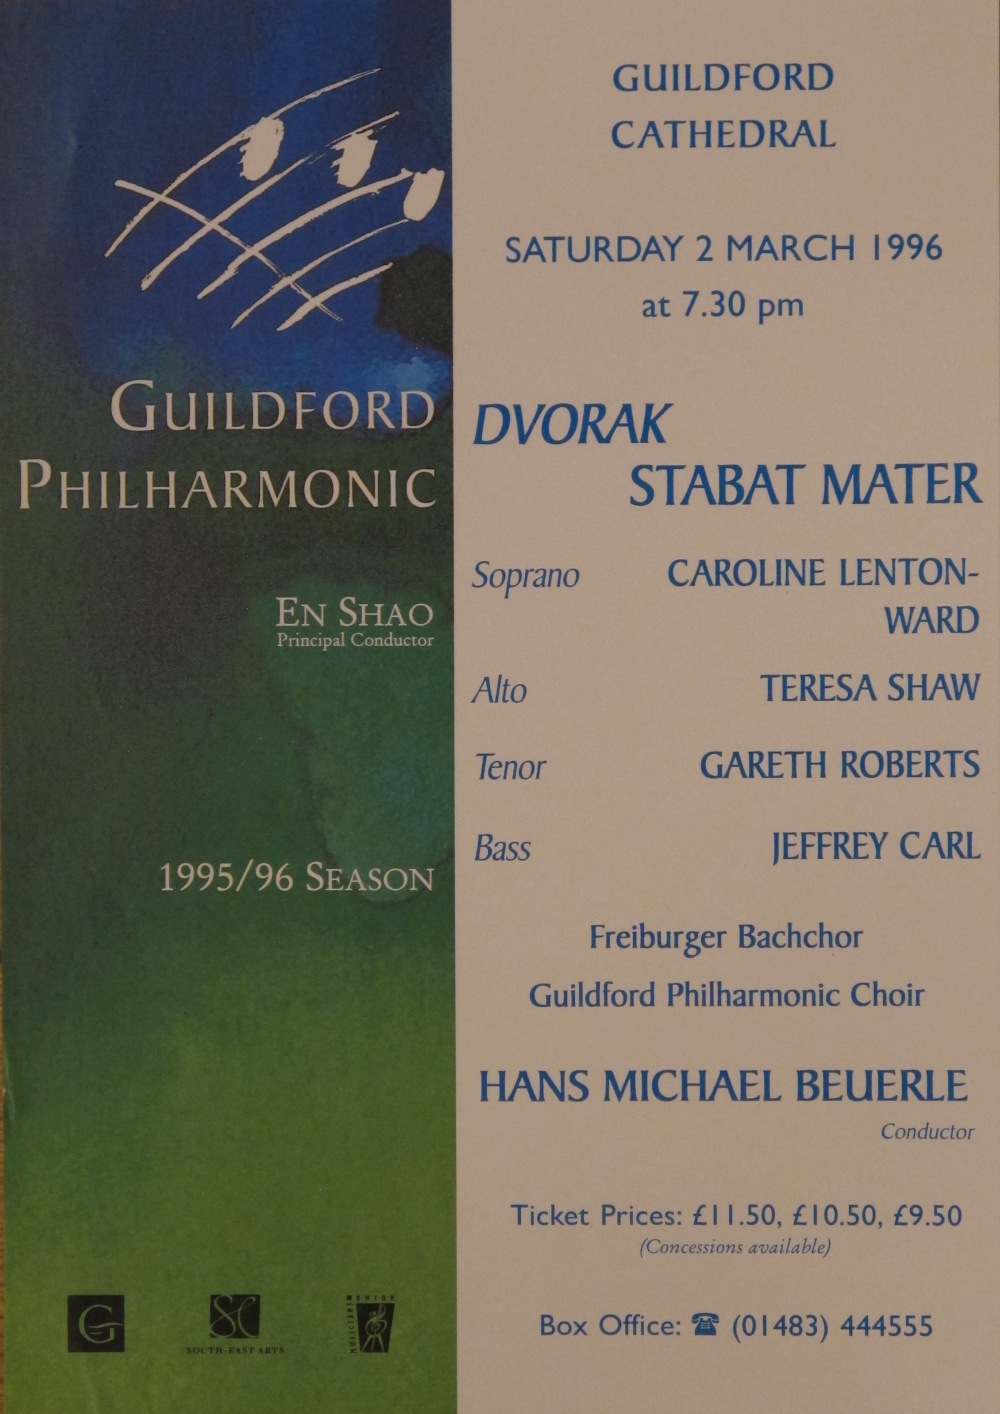 GUILDFORD
PHILHARMONIC
EN SHAO
Principal Conductor
1995/96 SEASON
G
SOUTH-EAST ARTS
MUSICIANS UNION
GUILDFORD
CATHEDRAL
SATURDAY 2 MARCH 1996
at 7.30 pm
DVORAK
STABAT MATER
Soprano CAROLINE LENTON-
WARD
Alto TERESA SHAW
Tenor GARETH ROBERTS
Bass JEFFREY CARL
Freiburger Bachchor
Guildford Philharmonic Choir
HANS MICHAEL BEUERLE
Conductor
Ticket Prices: £11.50, £10.50, £9.50
(Concessions available)
Box Office: ☎ (01483) 444555